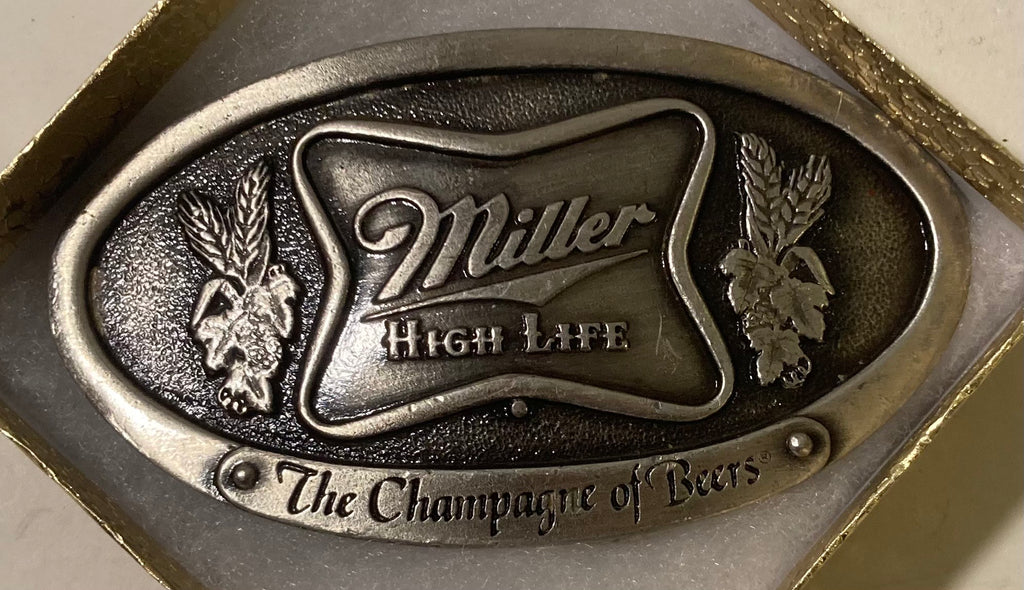 Miller
HIGH LIFE
The Champagne of Beers®